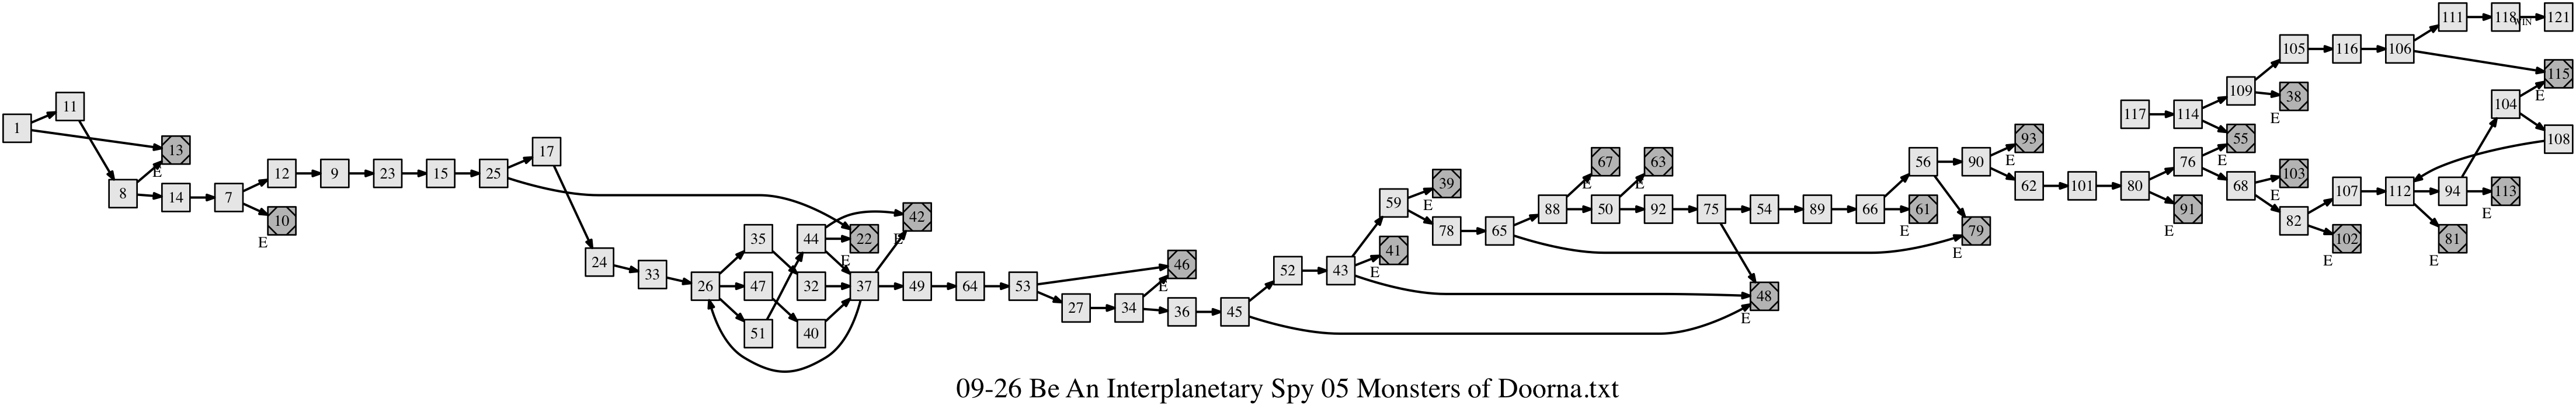 111 118 WIN 121
105 116 106
115
E
11
1
13
E
117 114 109 38
E
104
93
E
55
E
108
17
12 9 23 15 25
8 14 7
10
E
67
E
63
E
56 90
62 101 80 76
91
E
68 103
E
107 112 94 113
E
82 102
E
81
E
39
E
59
78 65 88 50 92 75 54 89 66 61
E
79
E
42
E
35 44 22
E
24 33 26 47 32 37 49 64 53
51 40
46
E
27 34 36 45
52 43 41
E
48
E
09-26 Be An Interplanetary Spy 05 Monsters of Doorna.txt